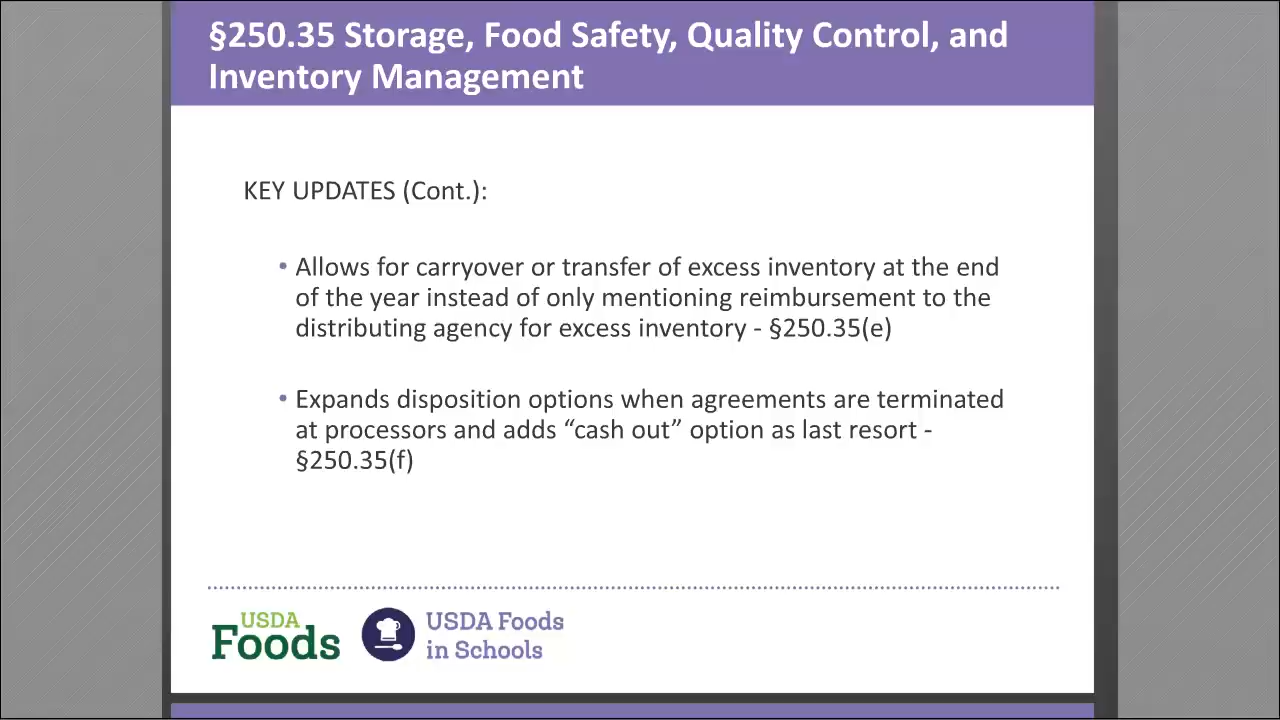 §250.35 Storage, Food Safety, Quality Control, and
Inventory Management
KEY UPDATES (Cont.):
• Allows for carryover or transfer of excess inventory at the end
of the year instead of only mentioning reimbursement to the
distributing agency for excess inventory - §250.35(e)
• Expands disposition options when agreements are terminated
at processors and adds “cash out” option as last resort -
§250.35(f)
USDA
Foods
USDA Foods
in Schools